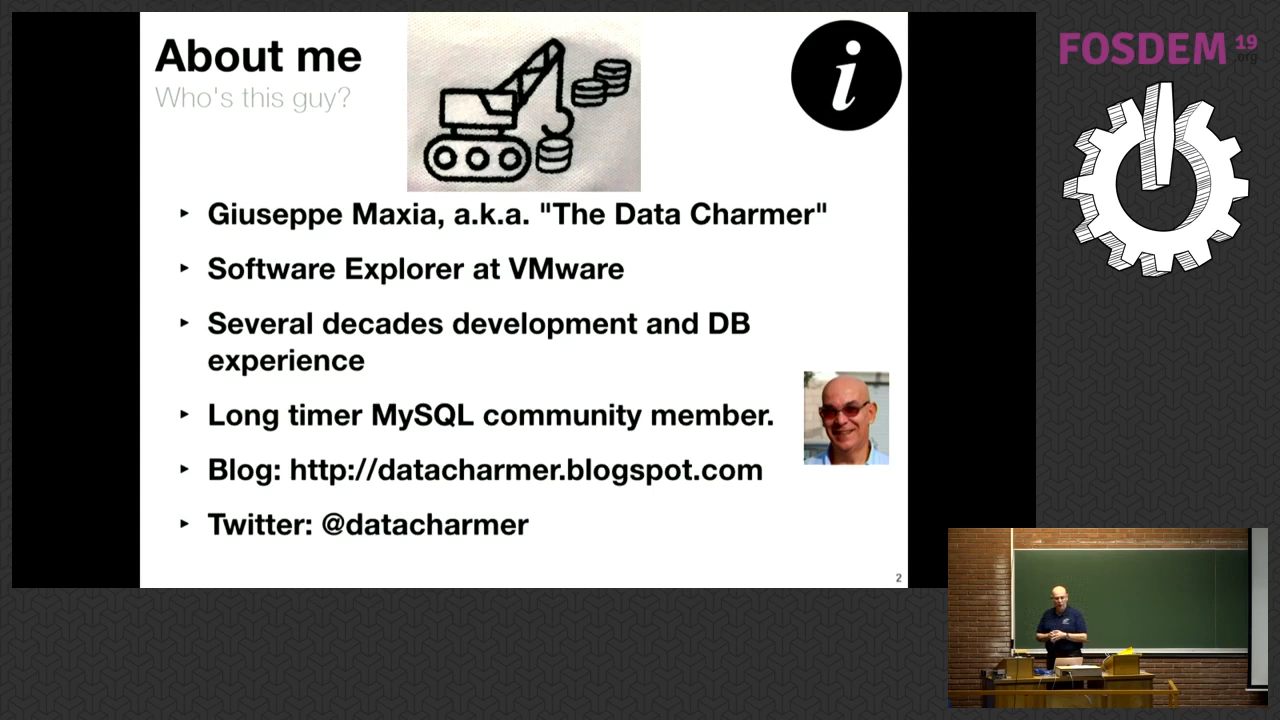 About me
Who's this guy?
i
FOSDEM 19
.org
‣ Giuseppe Maxia, a.k.a. "The Data Charmer"
‣ Software Explorer at VMware
‣ Several decades development and DB
experience
‣ Long timer MySQL community member.
‣ Blog: http://datacharmer.blogspot.com
‣ Twitter: @datacharmer
2